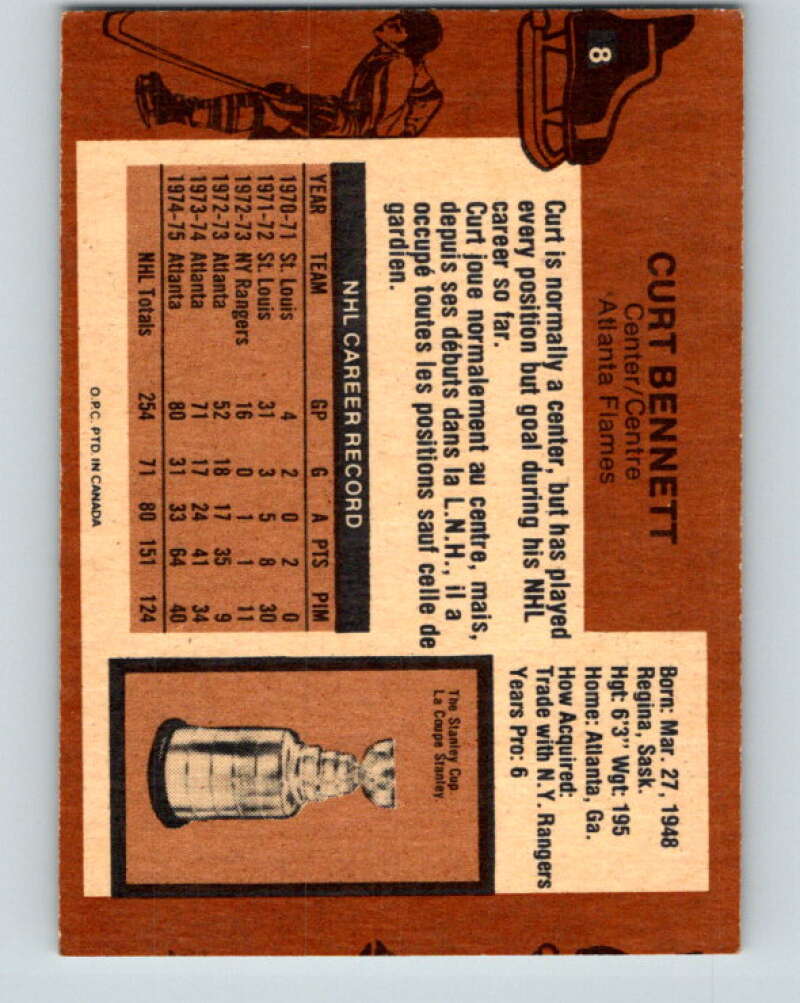 8
CURT BENNETT
Center/Centre
Atlanta Flames
Born: Mar. 27, 1948
Regina, Sask.
Hgt: 6'3" Wgt: 195
Home: Atlanta, Ga.
How Acquired:
Trade with N.Y. Rangers
Years Pro: 6
Curt is normally a center, but has played
every position but goal during his NHL
career so far.
Curt joue normalement au centre, mais,
depuis ses débuts dans la L.N.H., il a
occupé toutes les positions sauf celle de
gardien.
NHL CAREER RECORD
YEAR TEAM GP G A PTS PIM
1970-71 St. Louis 4 2 0 2 0
1971-72 St. Louis 31 3 5 8 30
1972-73 NY Rangers 16 0 1 1 11
1972-73 Atlanta 52 18 17 35 9
1973-74 Atlanta 71 17 24 41 34
1974-75 Atlanta 80 31 33 64 40
NHL Totals 254 71 80 151 124
The Stanley Cup
La Coupe Stanley
O.P.C. PTD. IN CANADA